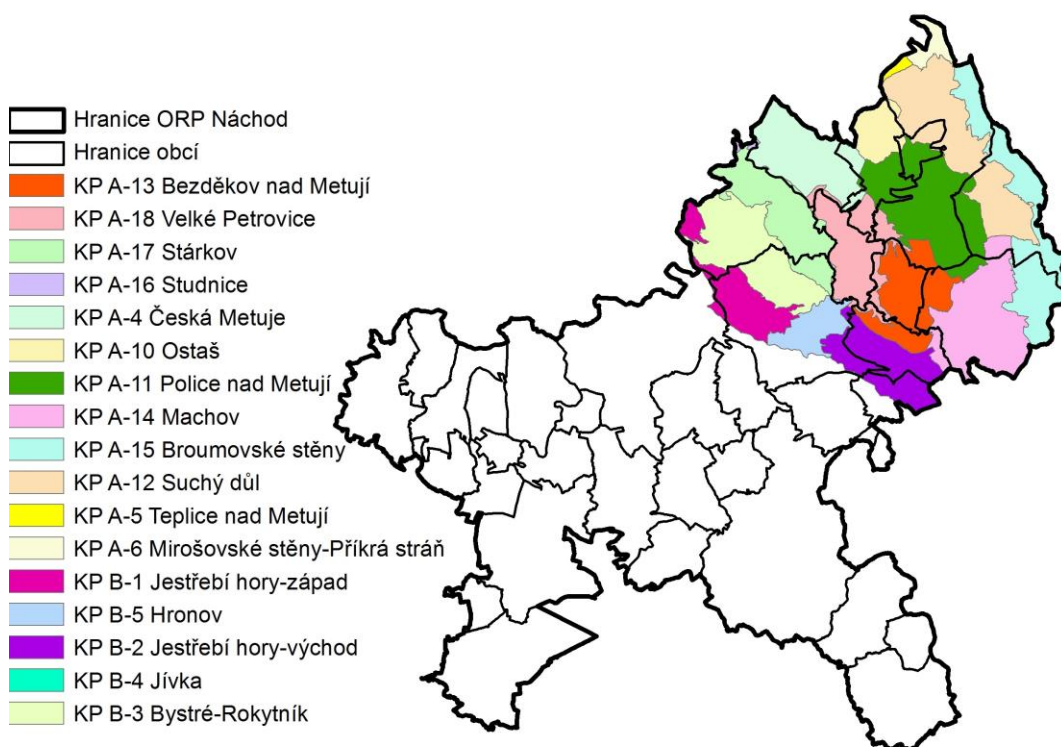 Hranice ORP Náchod
Hranice obcí
KP A-13 Bezděkov nad Metují
KP A-18 Velké Petrovice
KP A-17 Stárkov
KP A-16 Studnice
KP A-4 Česká Metuje
KP A-10 Ostaš
KP A-11 Police nad Metují
KP A-14 Machov
KP A-15 Broumovské stěny
KP A-12 Suchý důl
KP A-5 Teplice nad Metují
KP A-6 Mirošovské stěny-Příkrá stráň
KP B-1 Jestřebí hory-západ
KP B-5 Hronov
KP B-2 Jestřebí hory-východ
KP B-4 Jívka
KP B-3 Bystré-Rokytník